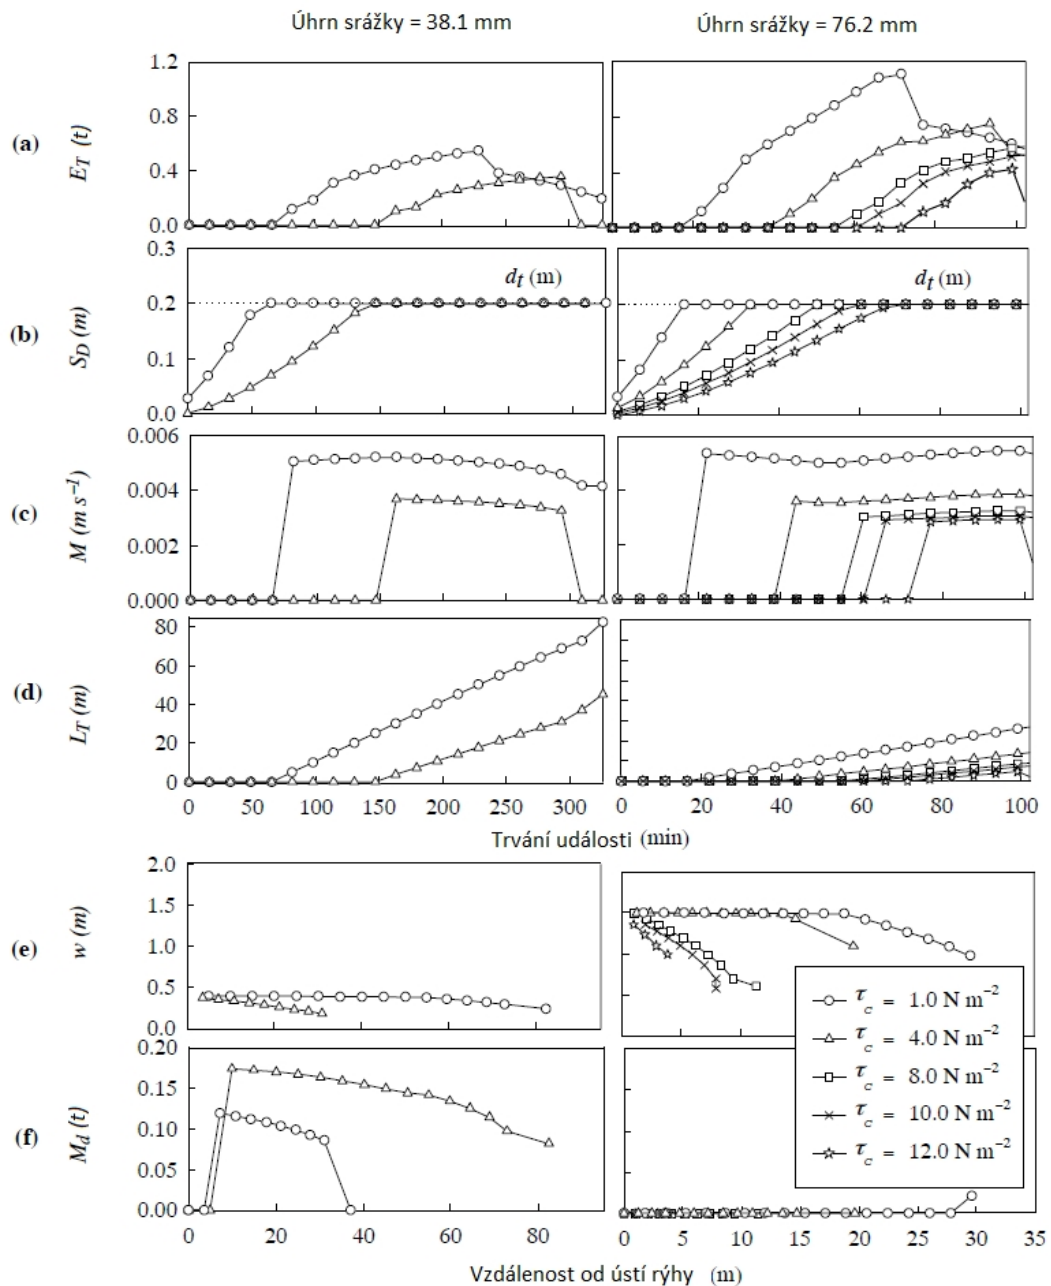 Úhrn srážky = 38.1 mm
Úhrn srážky = 76.2 mm
(a)
E_T (t)
1.2
0.8
0.4
0.0
(b)
S_D (m)
0.3
0.2
0.1
0.0
d_t (m)
d_t (m)
(c)
M (m s⁻¹)
0.006
0.004
0.002
0.000
(d)
L_T (m)
80
60
40
20
0
0 50 100 150 200 250 300
0 20 40 60 80 100
Trvání události (min)
(e)
w (m)
2.0
1.5
1.0
0.5
0.0
0 5 10
τ_c = 1.0 N m⁻²
τ_c = 4.0 N m⁻²
τ_c = 8.0 N m⁻²
τ_c = 10.0 N m⁻²
τ_c = 12.0 N m⁻²
(f)
M_d (t)
0.20
0.15
0.10
0.05
0.00
0 20 40 60 80
0 5 10 15 20 25 30 35
Vzdálenost od ústí rýhy (m)